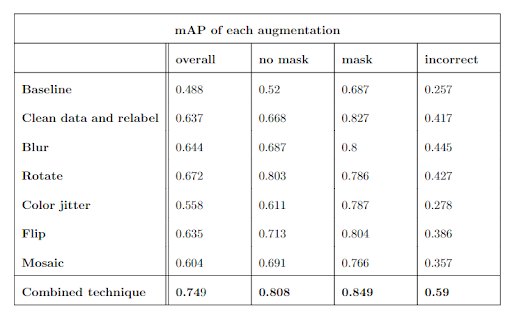 mAP of each augmentation
overall no mask mask incorrect
Baseline 0.488 0.52 0.687 0.257
Clean data and relabel 0.637 0.668 0.827 0.417
Blur 0.644 0.687 0.8 0.445
Rotate 0.672 0.803 0.786 0.427
Color jitter 0.558 0.611 0.787 0.278
Flip 0.635 0.713 0.804 0.386
Mosaic 0.604 0.691 0.766 0.357
Combined technique 0.749 0.808 0.849 0.59